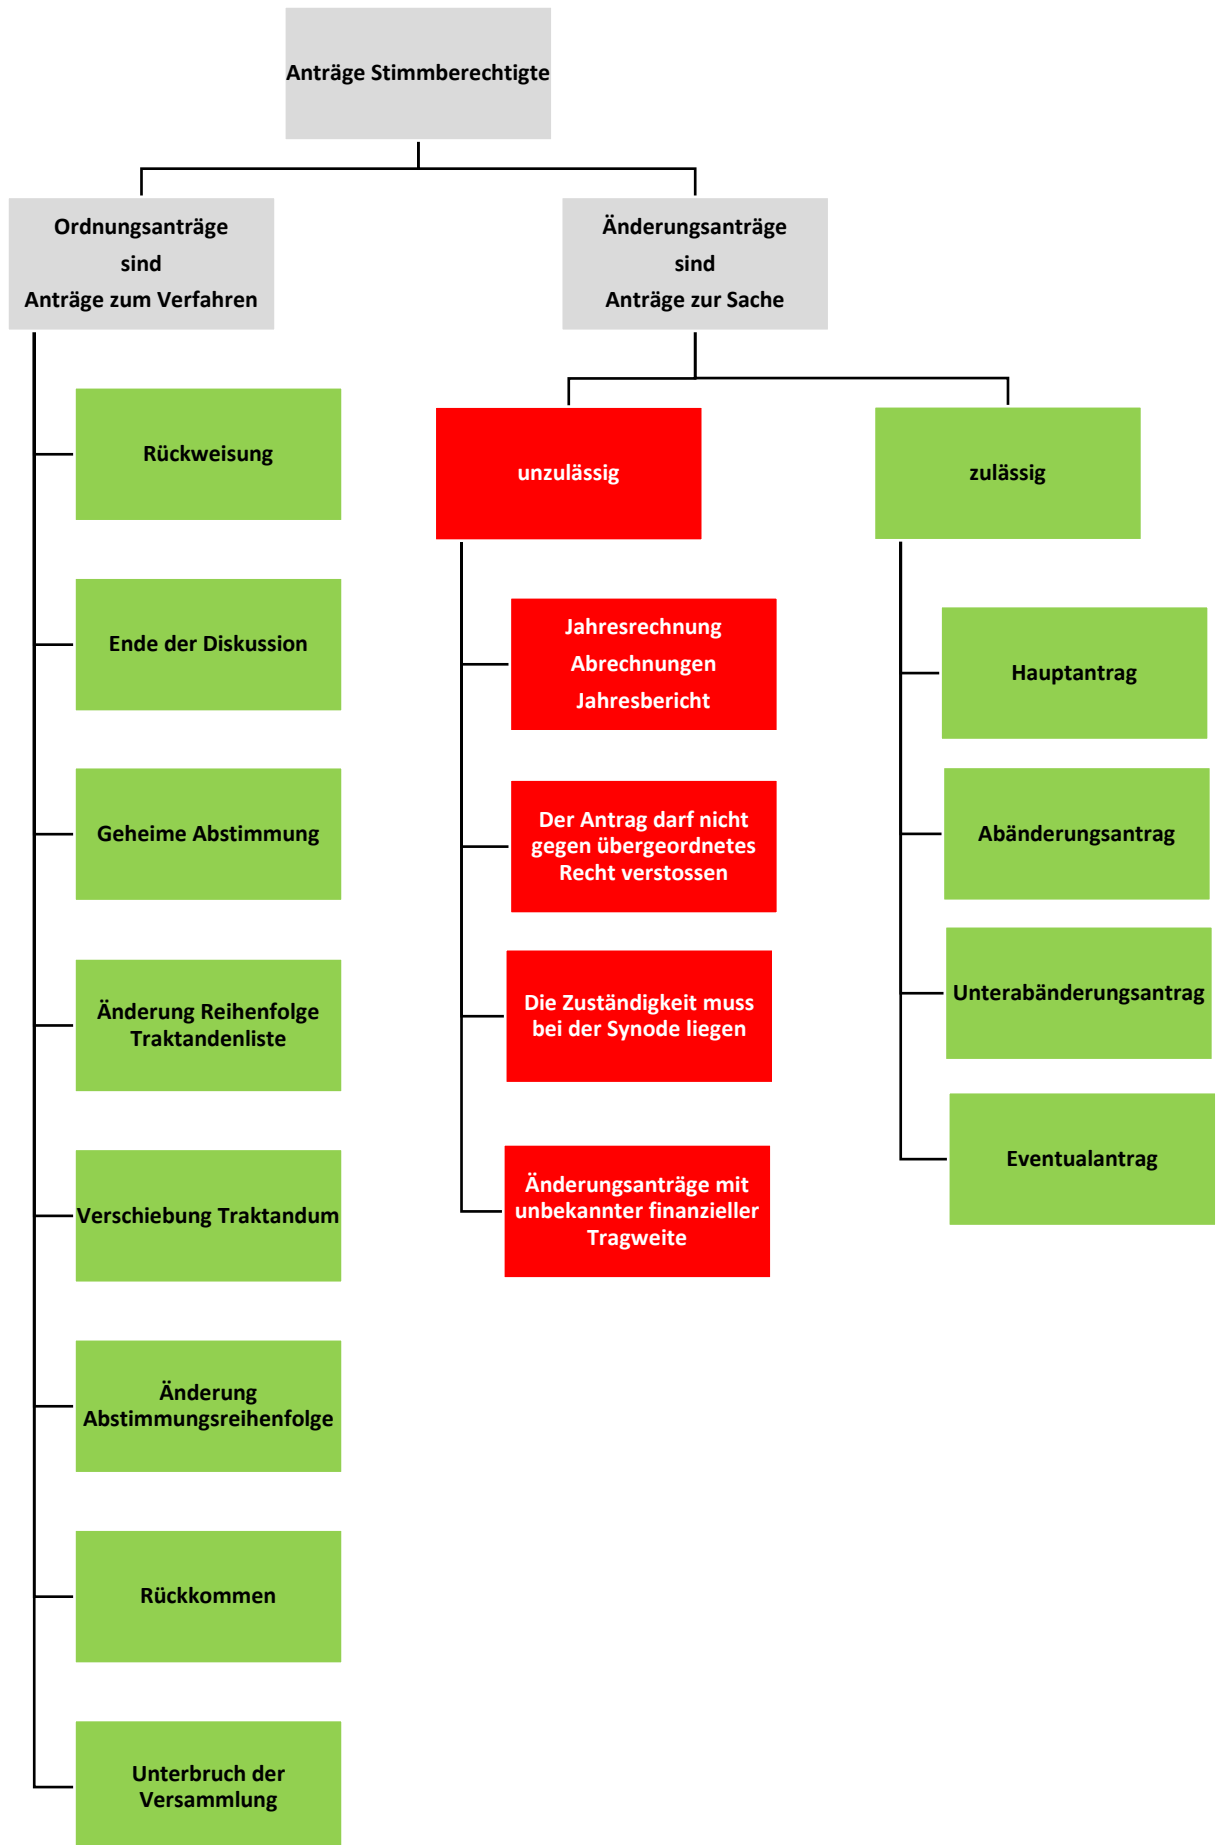 Anträge Stimmberechtigte
Ordnungsanträge
sind
Anträge zum Verfahren
Rückweisung
Ende der Diskussion
Geheime Abstimmung
Änderung Reihenfolge
Traktandenliste
Verschiebung Traktandum
Änderung
Abstimmungsreihenfolge
Rückkommen
Unterbruch der
Versammlung
Änderungsanträge
sind
Anträge zur Sache
unzulässig
Jahresrechnung
Abrechnungen
Jahresbericht
Der Antrag darf nicht
gegen übergeordnetes
Recht verstossen
Die Zuständigkeit muss
bei der Synode liegen
Änderungsanträge mit
unbekannter finanzieller
Tragweite
zulässig
Hauptantrag
Abänderungsantrag
Unterabänderungsantrag
Eventualantrag